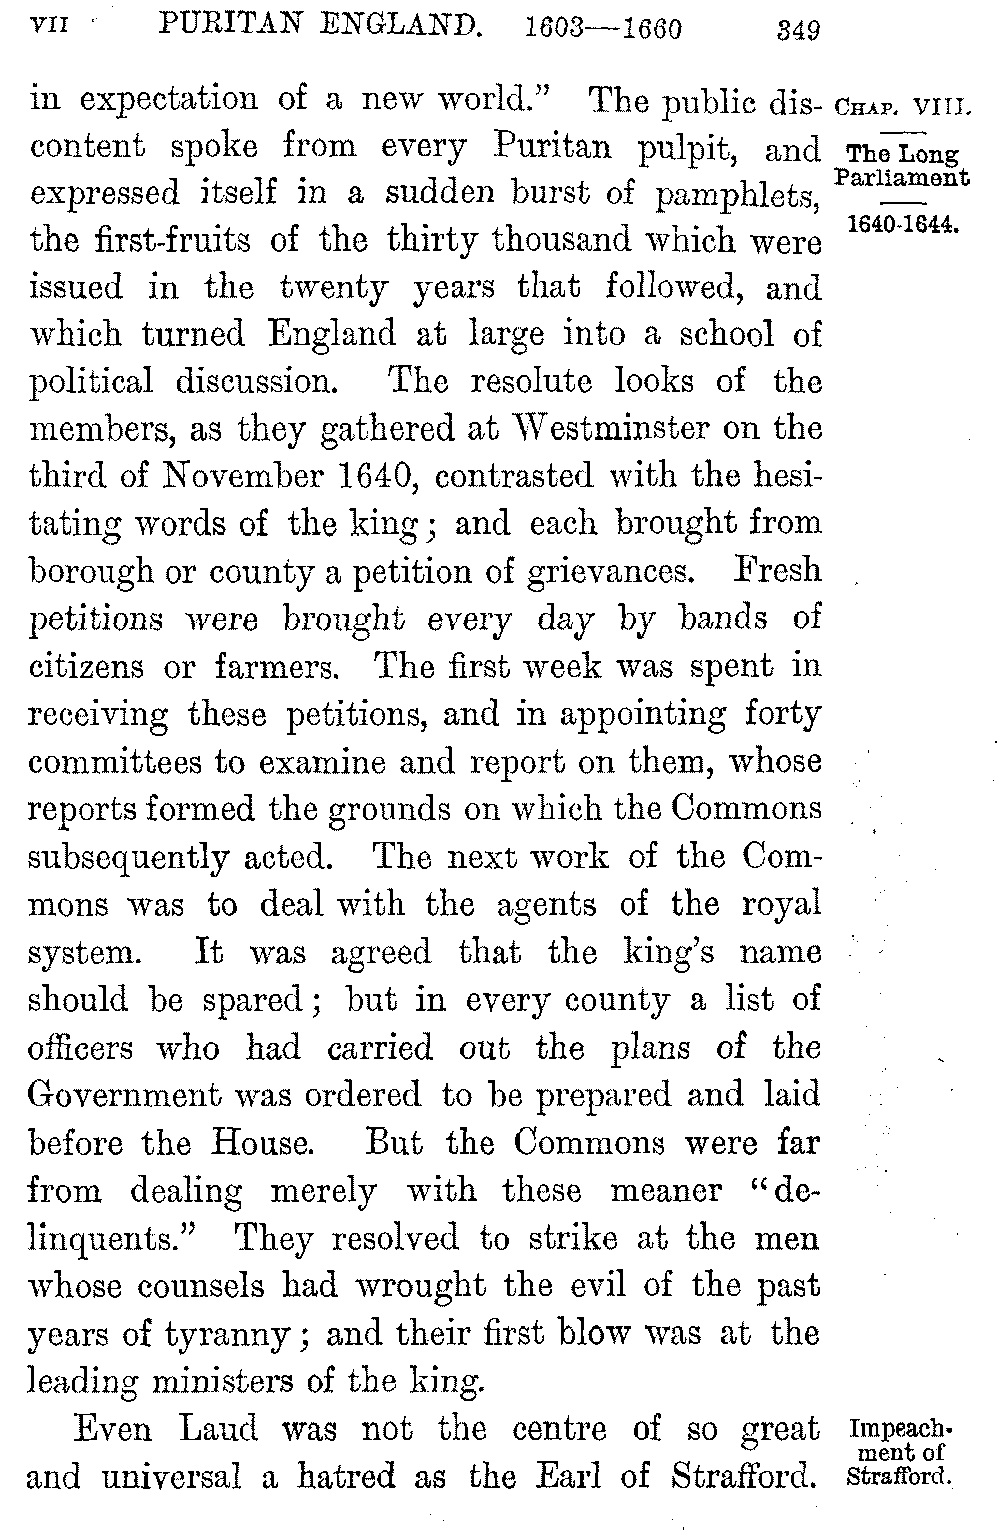 VII PURITAN ENGLAND. 1603—1660 349
in expectation of a new world.” The public dis-
content spoke from every Puritan pulpit, and
expressed itself in a sudden burst of pamphlets,
the first-fruits of the thirty thousand which were
issued in the twenty years that followed, and
which turned England at large into a school of
political discussion. The resolute looks of the
members, as they gathered at Westminster on the
third of November 1640, contrasted with the hesi-
tating words of the king; and each brought from
borough or county a petition of grievances. Fresh
petitions were brought every day by bands of
citizens or farmers. The first week was spent in
receiving these petitions, and in appointing forty
committees to examine and report on them, whose
reports formed the grounds on which the Commons
subsequently acted. The next work of the Com-
mons was to deal with the agents of the royal
system. It was agreed that the king’s name
should be spared; but in every county a list of
officers who had carried out the plans of the
Government was ordered to be prepared and laid
before the House. But the Commons were far
from dealing merely with these meaner “de-
linquents.” They resolved to strike at the men
whose counsels had wrought the evil of the past
years of tyranny; and their first blow was at the
leading ministers of the king.
Even Laud was not the centre of so great
and universal a hatred as the Earl of Strafford.
CHAP. VIII.
The Long
Parliament
1640-1644.
Impeach-
ment of
Strafford.